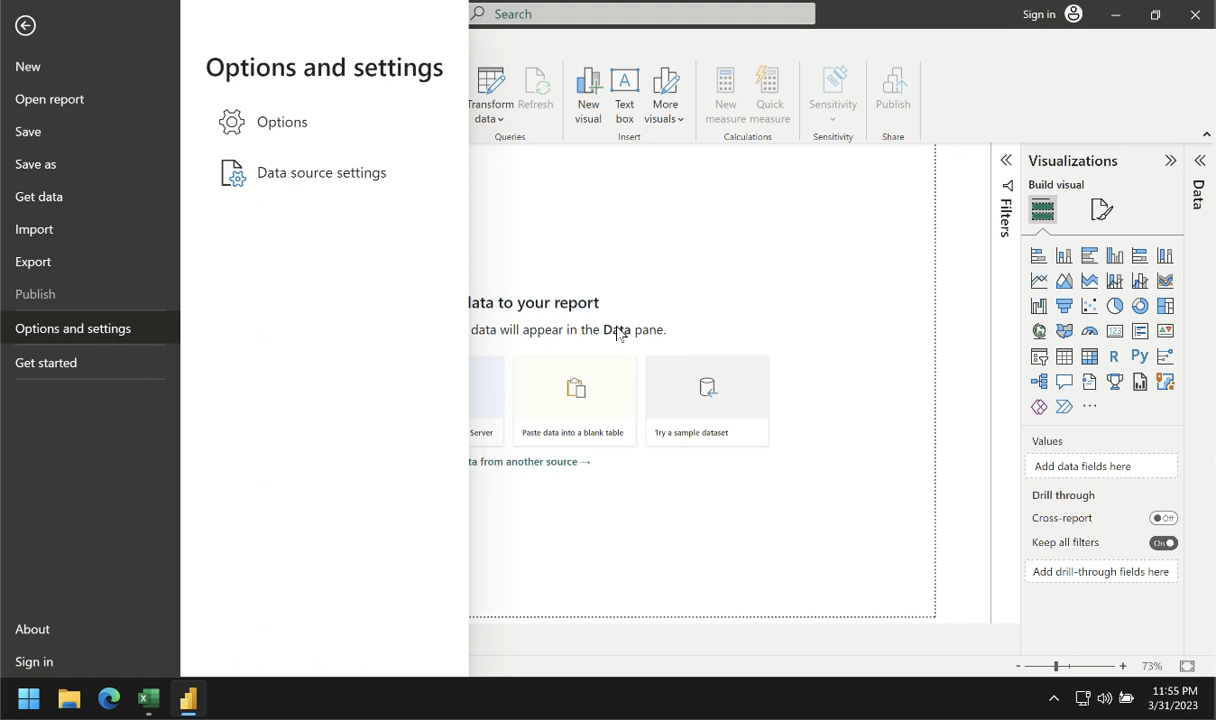 Search
Sign in
New
Open report
Save
Save as
Get data
Import
Export
Publish
Options and settings
Get started
About
Sign in
Options and settings
Options
Data source settings
Transform
data
Refresh
Queries
New
visual
Text
box
More
visuals
Insert
New
measure
Quick
measure
Calculations
Sensitivity
Sensitivity
Publish
Share
data to your report
data will appear in the Data pane.
Server
Paste data into a blank table
Try a sample dataset
ta from another source →
Filters
Visualizations
Build visual
Values
Add data fields here
Drill through
Cross-report
Off
Keep all filters
On
Add drill-through fields here
Data
- + 73%
11:55 PM
3/31/2023